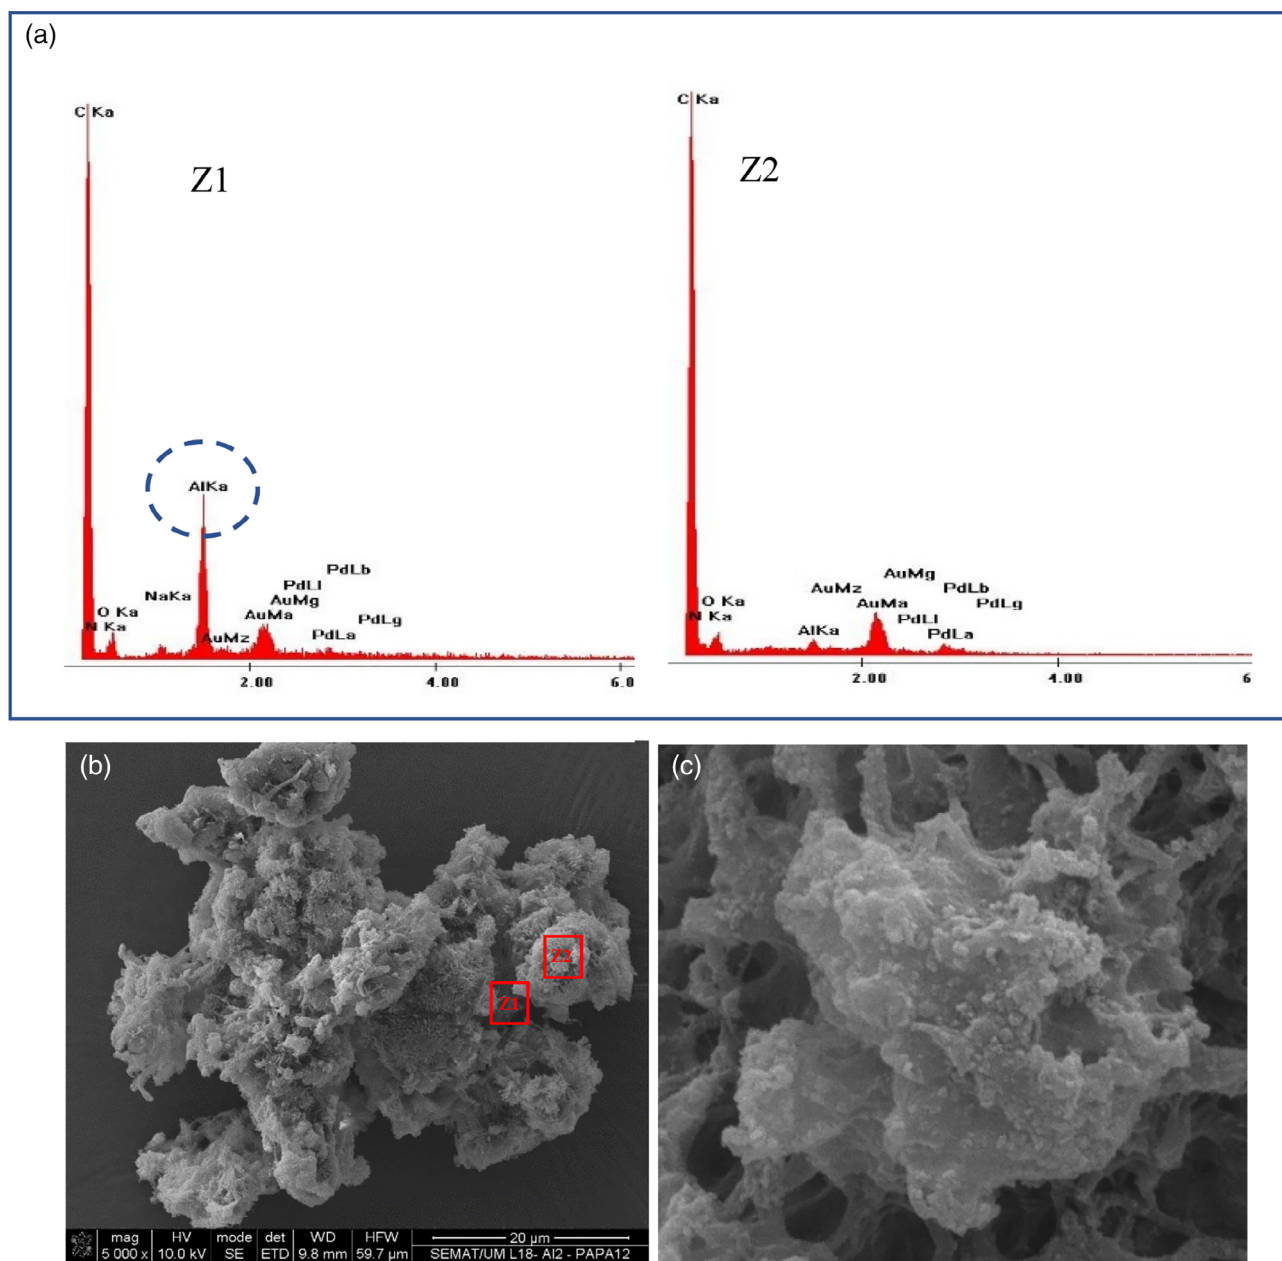 (a)
C Ka
Z1
AlKa
NaKa
O Ka
N Ka
AuMz
AuMa
AuMg
PdLl
PdLb
PdLa
PdLg
2.00
4.00
6.0
C Ka
Z2
O Ka
N Ka
AlKa
AuMz
AuMa
AuMg
PdLl
PdLb
PdLa
PdLg
2.00
4.00
6
(b)
Z2
Z1
mag HV mode det WD HFW 20 µm
5 000 x 10.0 kV SE ETD 9.8 mm 59.7 µm SEMAT/UM L18- Al2 - PAPA12
(c)